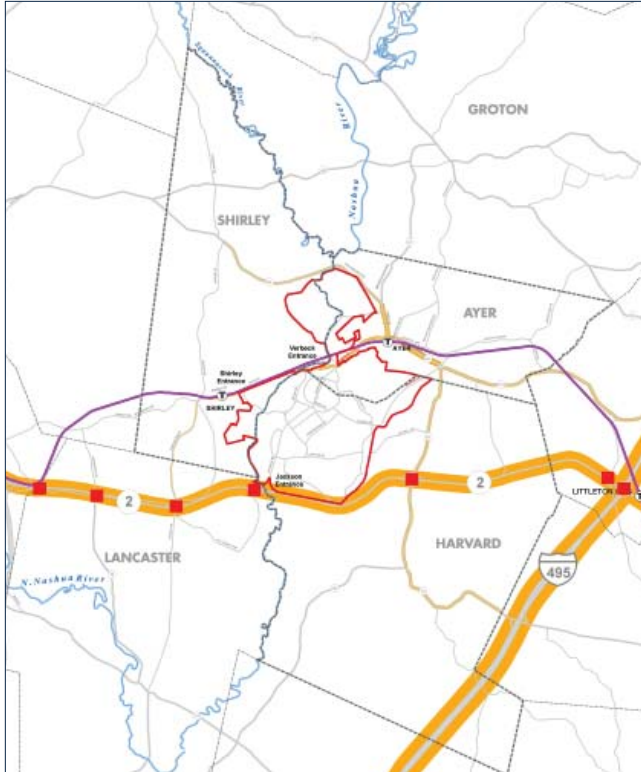 Squannacook
River
GROTON
River
Nashua
SHIRLEY
AYER
Verbeck
Entrance
T
AYER
Shirley
Entrance
T
SHIRLEY
Jackson
Entrance
2
2
LITTLETON
T
LANCASTER
HARVARD
495
N. Nashua River